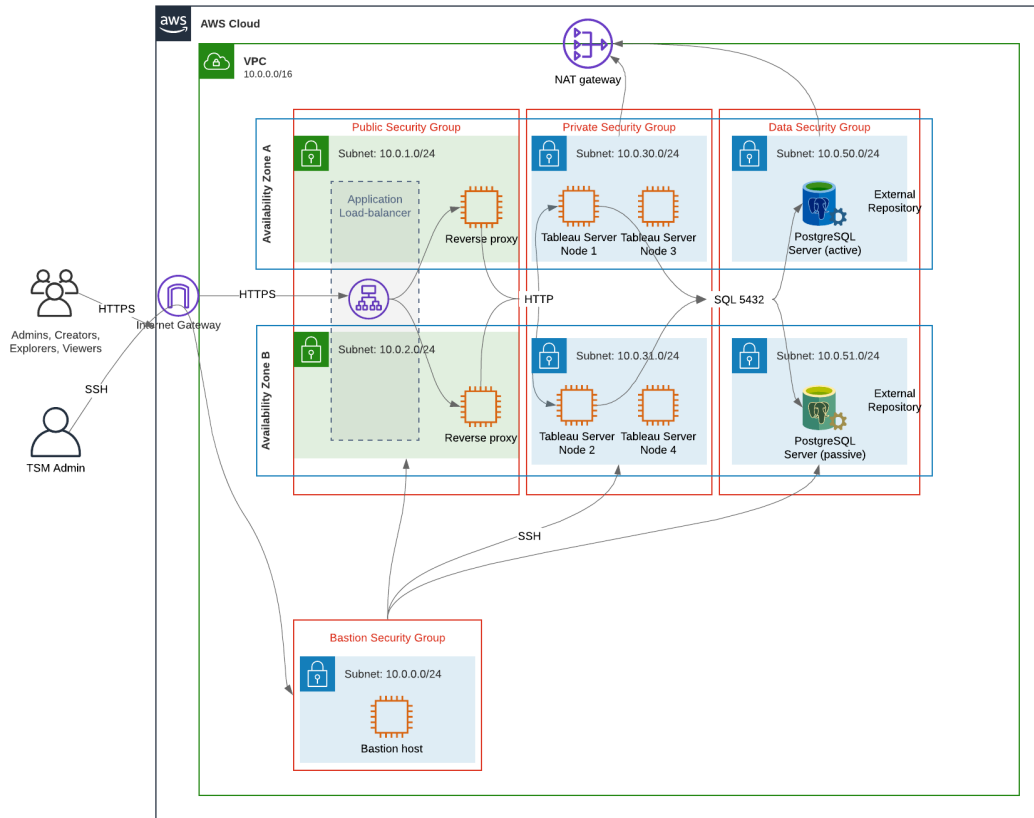 aws
AWS Cloud
VPC
10.0.0.0/16
NAT gateway
Public Security Group
Private Security Group
Data Security Group
Availability Zone A
Subnet: 10.0.1.0/24
Subnet: 10.0.30.0/24
Subnet: 10.0.50.0/24
Application
Load-balancer
Reverse proxy
Tableau Server
Node 1
Tableau Server
Node 3
PostgreSQL
Server (active)
External
Repository
HTTPS
Internet Gateway
HTTPS
HTTP
SQL 5432
Admins, Creators,
Explorers, Viewers
SSH
TSM Admin
Availability Zone B
Subnet: 10.0.2.0/24
Subnet: 10.0.31.0/24
Subnet: 10.0.51.0/24
Reverse proxy
Tableau Server
Node 2
Tableau Server
Node 4
PostgreSQL
Server (passive)
External
Repository
SSH
Bastion Security Group
Subnet: 10.0.0.0/24
Bastion host